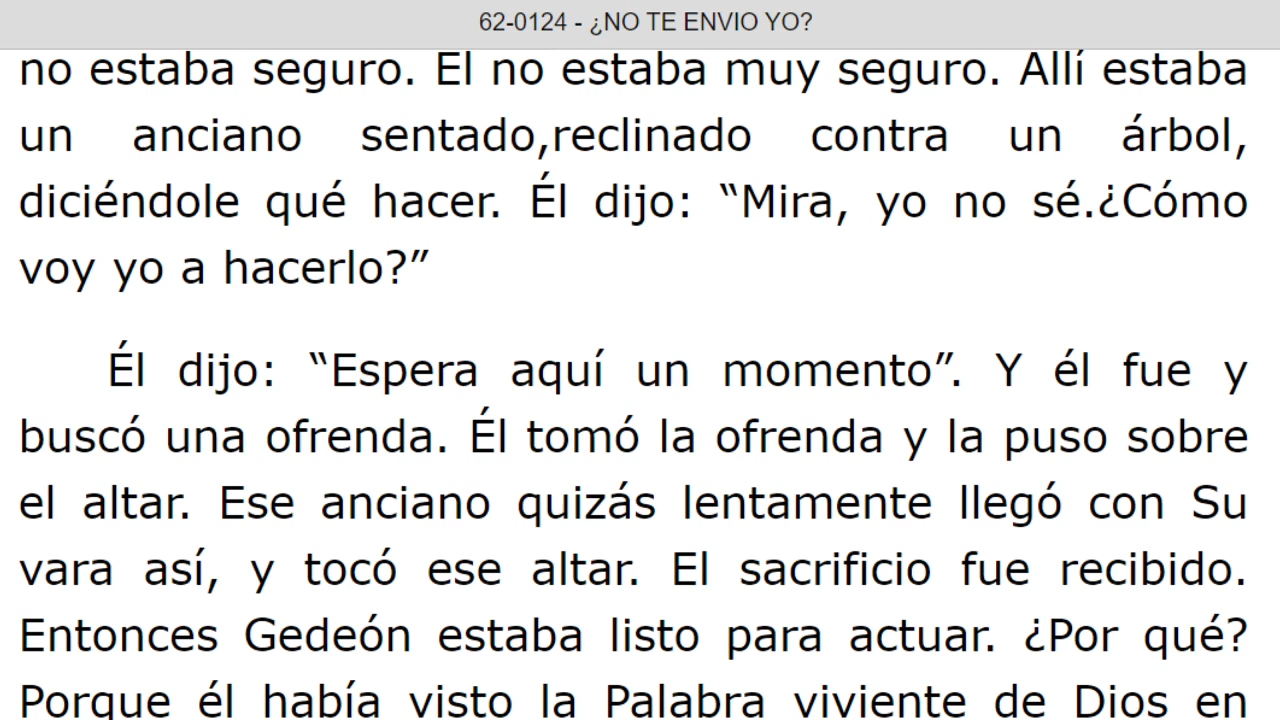 62-0124 - ¿NO TE ENVIO YO?
no estaba seguro. Él no estaba muy seguro. Allí estaba
un anciano sentado,reclinado contra un árbol,
diciéndole qué hacer. Él dijo: “Mira, yo no sé.¿Cómo
voy yo a hacerlo?”
Él dijo: “Espera aquí un momento”. Y él fue y
buscó una ofrenda. Él tomó la ofrenda y la puso sobre
el altar. Ese anciano quizás lentamente llegó con Su
vara así, y tocó ese altar. El sacrificio fue recibido.
Entonces Gedeón estaba listo para actuar. ¿Por qué?
Porque él había visto la Palabra viviente de Dios en